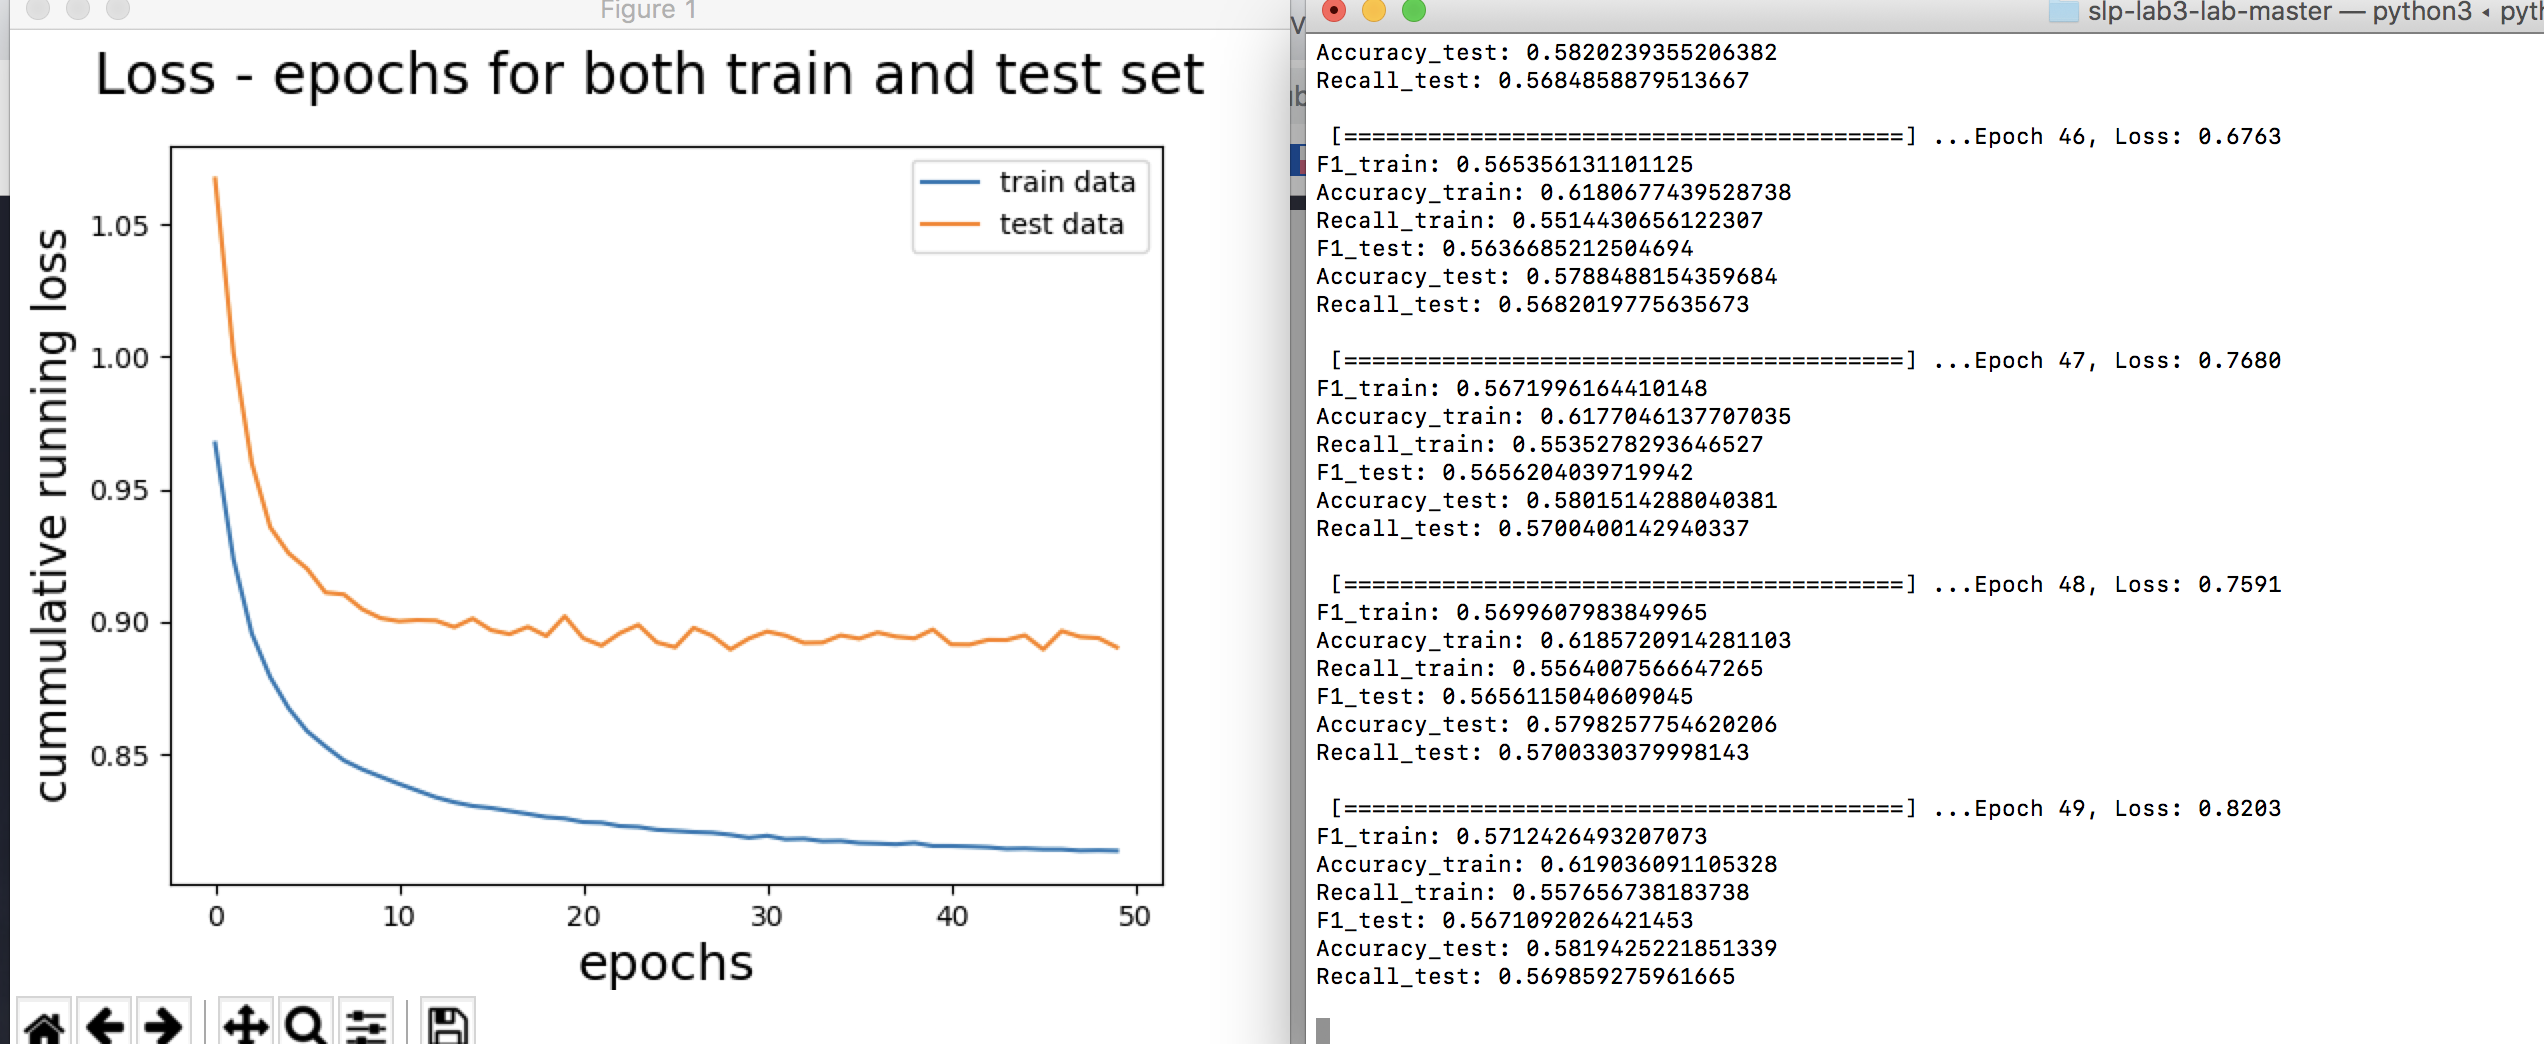 Figure 1
Loss - epochs for both train and test set
train data
test data
cummulative running loss
1.05
1.00
0.95
0.90
0.85
0 10 20 30 40 50
epochs
slp-lab3-lab-master — python3 ◂
Accuracy_test: 0.5820239355206382
Recall_test: 0.5684858879513667
[========================================] ...Epoch 46, Loss: 0.6763
F1_train: 0.565356131101125
Accuracy_train: 0.6180677439528738
Recall_train: 0.5514430656122307
F1_test: 0.5636685212504694
Accuracy_test: 0.5788488154359684
Recall_test: 0.5682019775635673
[========================================] ...Epoch 47, Loss: 0.7680
F1_train: 0.5671996164410148
Accuracy_train: 0.6177046137707035
Recall_train: 0.5535278293646527
F1_test: 0.5656204039719942
Accuracy_test: 0.5801514288040381
Recall_test: 0.5700400142940337
[========================================] ...Epoch 48, Loss: 0.7591
F1_train: 0.5699607983849965
Accuracy_train: 0.6185720914281103
Recall_train: 0.5564007566647265
F1_test: 0.5656115040609045
Accuracy_test: 0.5798257754620206
Recall_test: 0.5700330379998143
[========================================] ...Epoch 49, Loss: 0.8203
F1_train: 0.5712426493207073
Accuracy_train: 0.619036091105328
Recall_train: 0.557656738183738
F1_test: 0.5671092026421453
Accuracy_test: 0.5819425221851339
Recall_test: 0.569859275961665